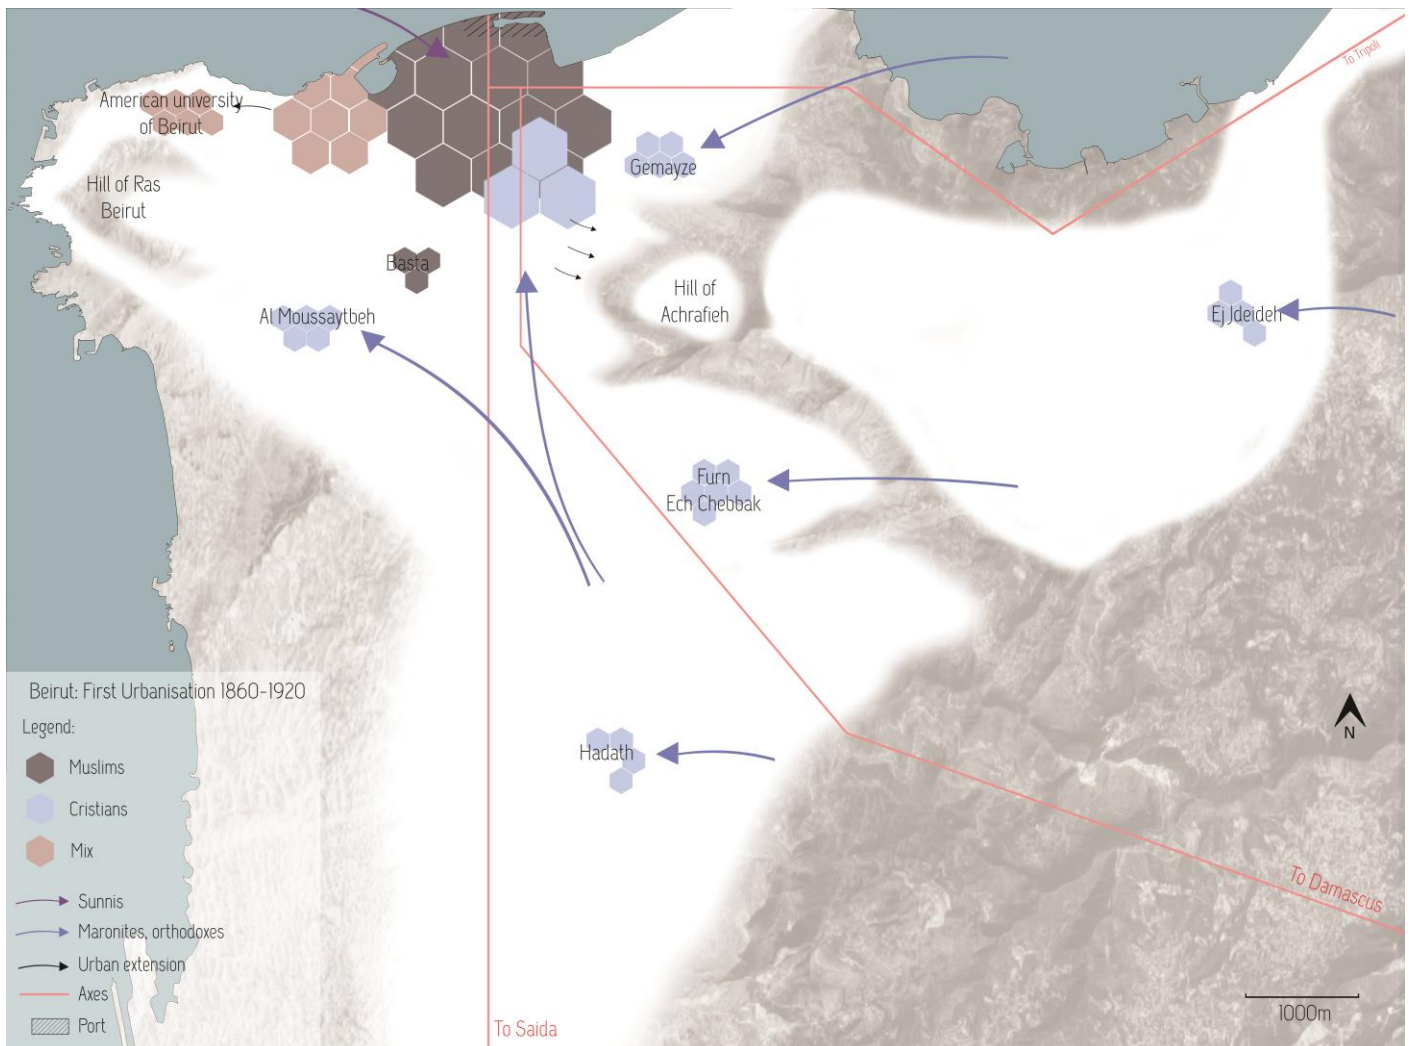 To Tripoli
American university
of Beirut
Gemayze
Hill of Ras
Beirut
Basta
Hill of
Achrafieh
Al Moussaytbeh
Ej Jdeideh
Furn
Ech Chebbak
Hadath
Beirut: First Urbanisation 1860-1920
Legend:
Muslims
Cristians
Mix
Sunnis
Maronites, orthodoxes
Urban extension
Axes
Port
N
To Damascus
1000m
To Saida